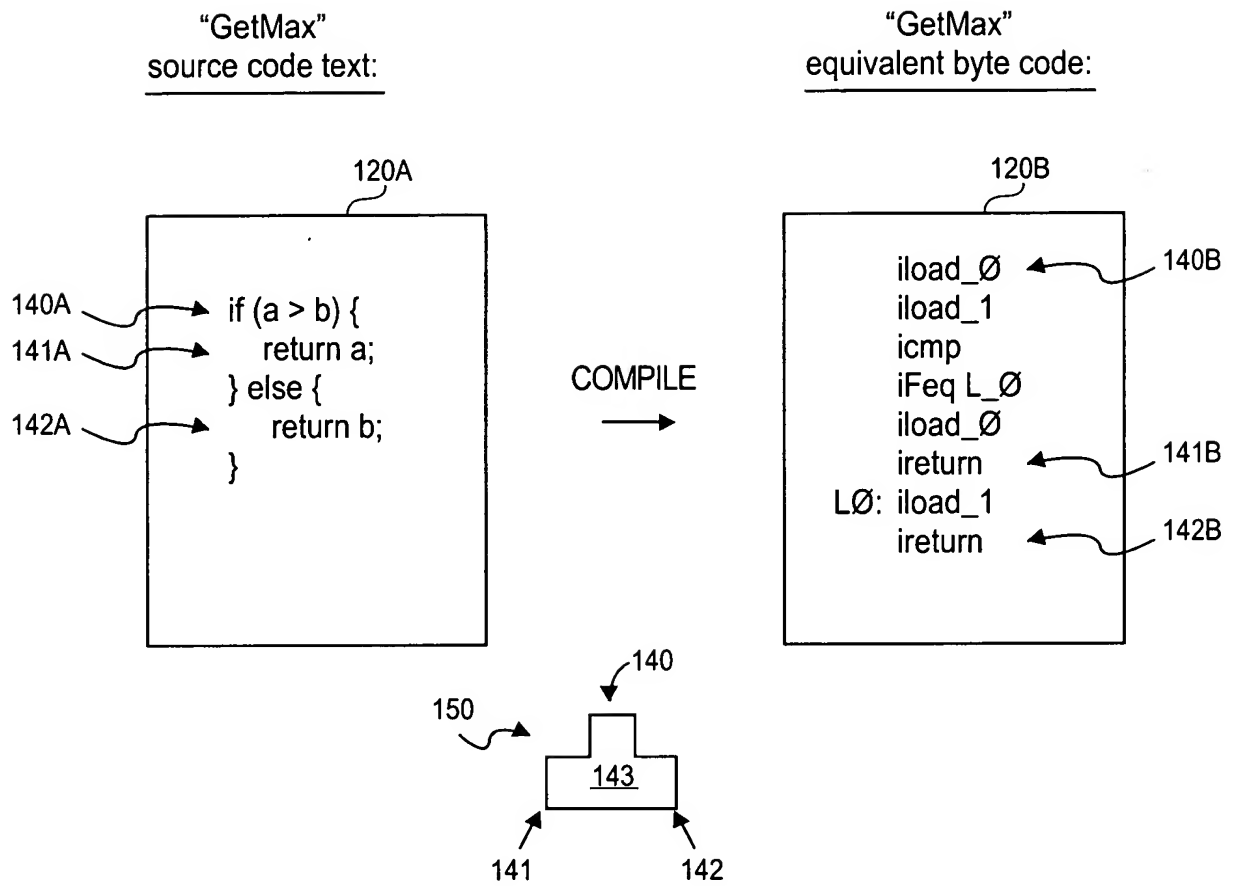 “GetMax”
source code text:
“GetMax”
equivalent byte code:
120A
120B
140A
if (a > b) {
141A
return a;
} else {
142A
return b;
}
COMPILE
iload_Ø
140B
iload_1
icmp
iFeq L_Ø
iload_Ø
ireturn
141B
LØ: iload_1
ireturn
142B
140
150
143
141
142